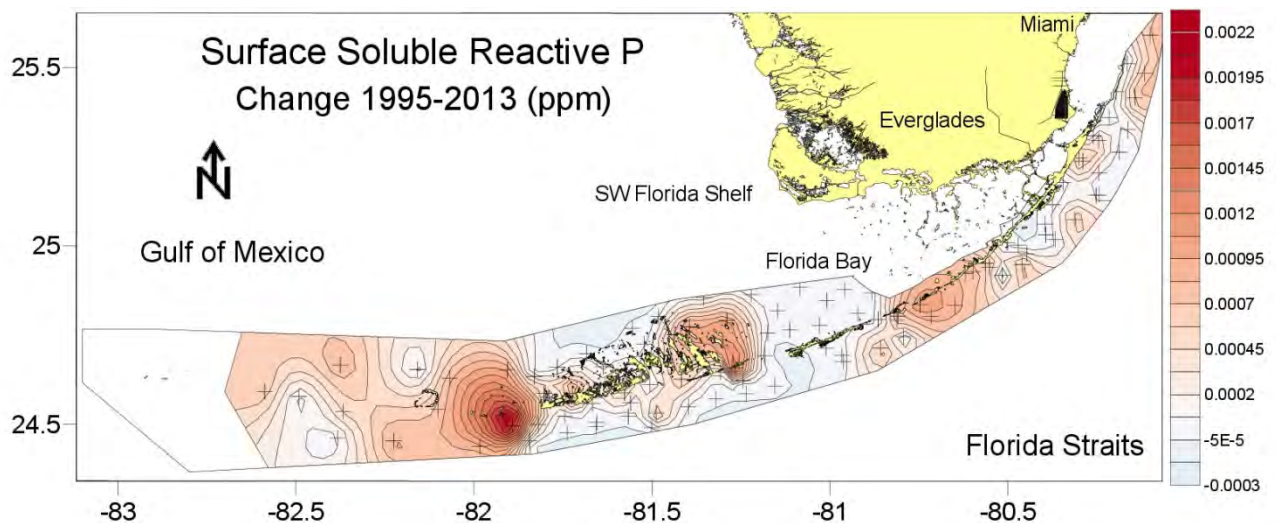 Surface Soluble Reactive P
Change 1995-2013 (ppm)
N
Gulf of Mexico
SW Florida Shelf
Florida Bay
Everglades
Miami
Florida Straits
25.5
25
24.5
-83
-82.5
-82
-81.5
-81
-80.5
0.0022
0.00195
0.0017
0.00145
0.0012
0.00095
0.0007
0.00045
0.0002
-5E-5
-0.0003